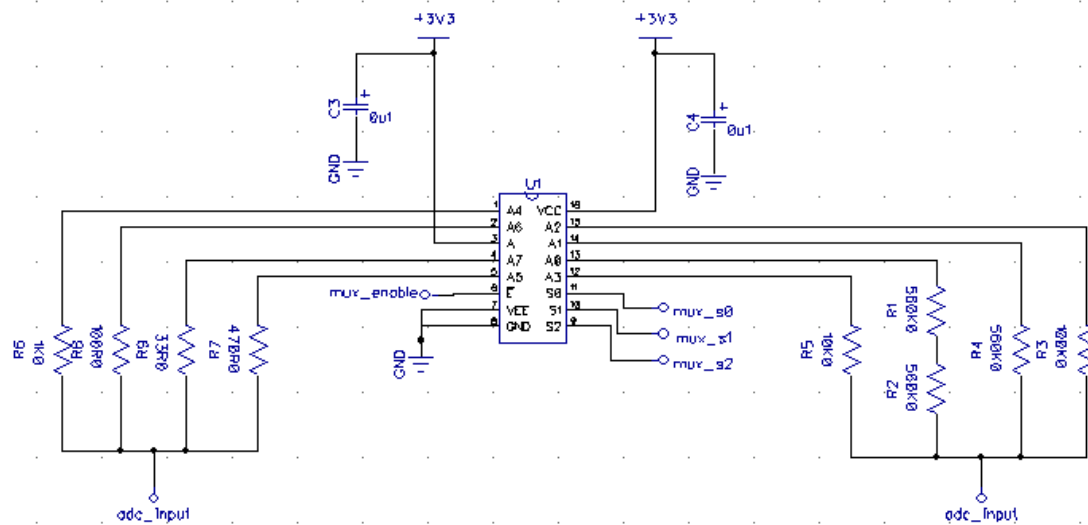 +3V3
+3V3
C3
+
0u1
GND
C4
+
0u1
GND
U1
1 A4 VCC 16
2 A6 A2 15
3 A A1 14
4 A7 A0 13
5 A5 A3 12
6 E S0 11
7 VEE S1 10
8 GND S2 9
mux_enable
GND
mux_s0
mux_s1
mux_s2
R6
1K0
R8
100R0
R9
33R0
R7
470R0
R5
10K0
R1
560K0
R2
560K0
R4
560K0
R3
100K0
adc_input
adc_input